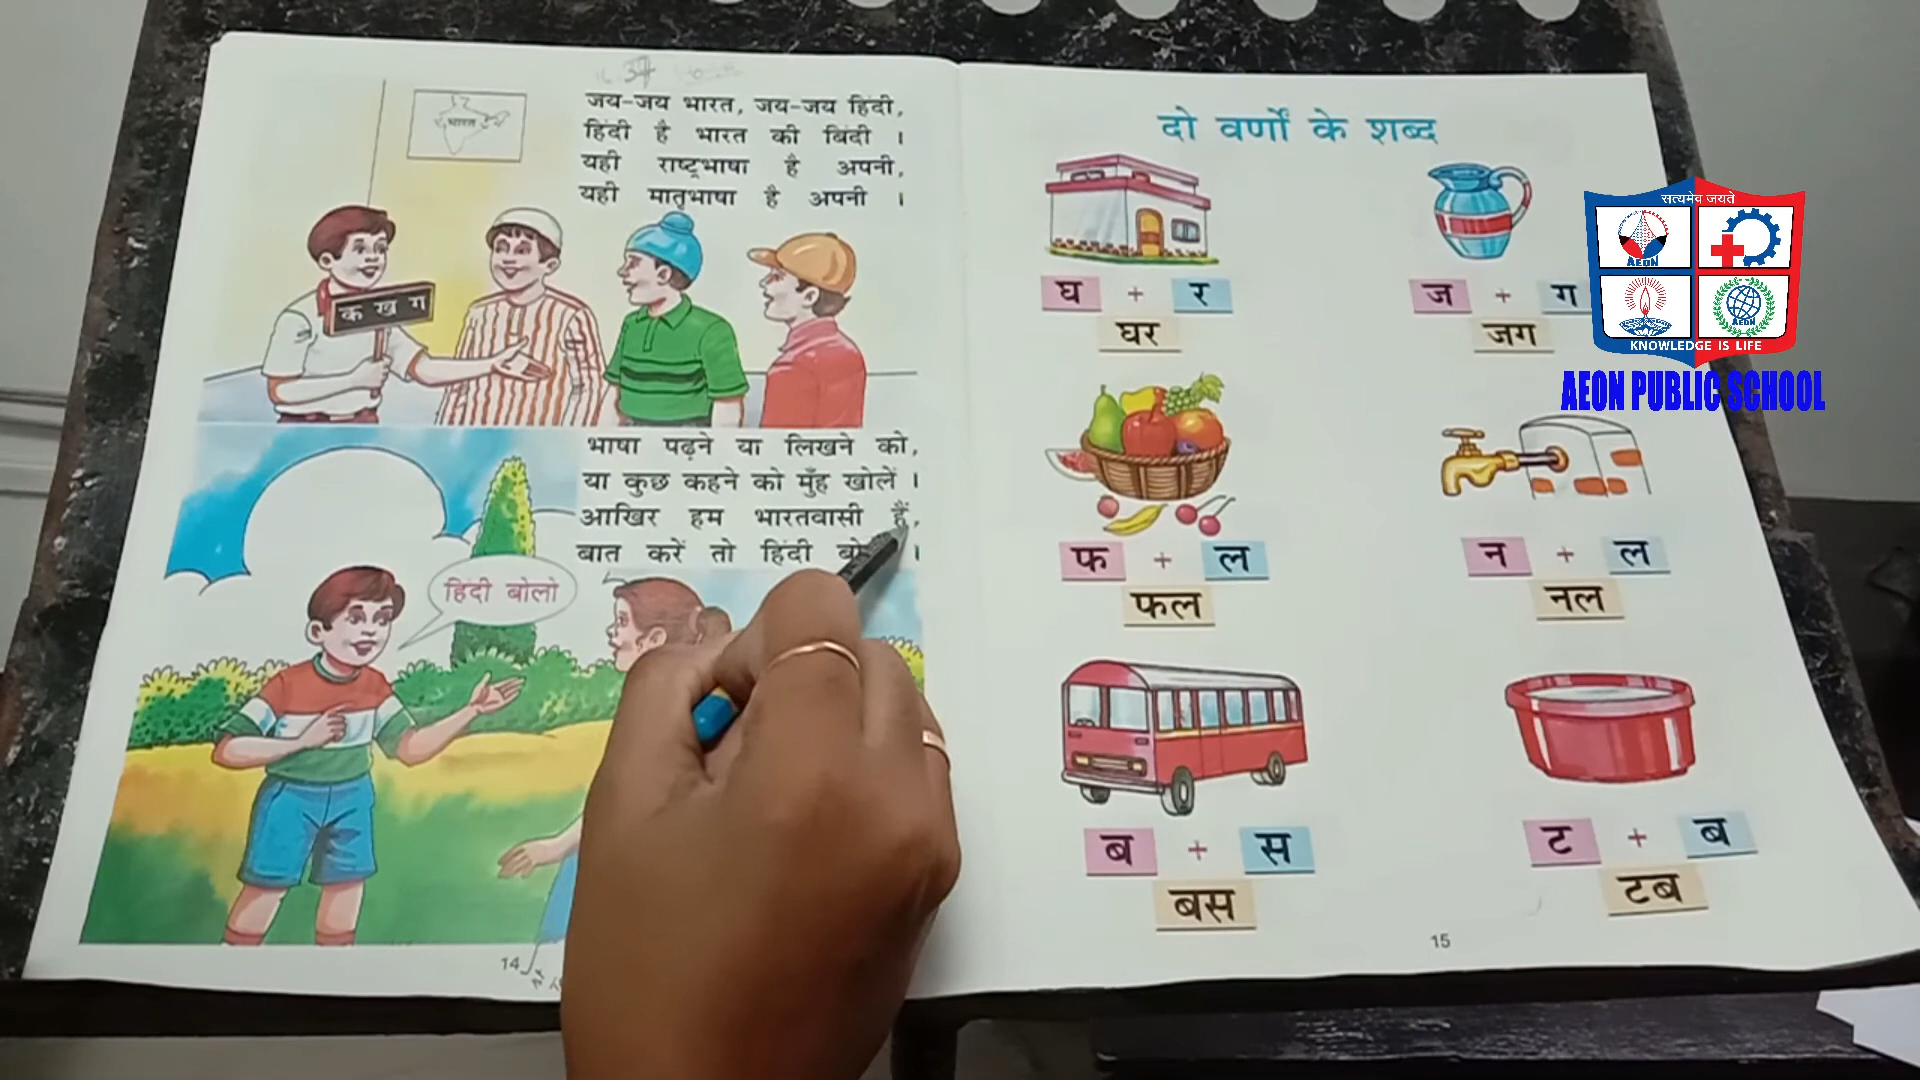 जय-जय भारत, जय-जय हिंदी,
हिंदी है भारत की बिंदी ।
यही राष्ट्रभाषा है अपनी,
यही मातृभाषा है अपनी ।
भारत
क ख ग
भाषा पढ़ने या लिखने को,
या कुछ कहने को मुँह खोलें ।
आखिर हम भारतवासी हैं,
बात करें तो हिंदी ।
हिंदी बोलो
14
दो वर्णों के शब्द
घ + र
घर
ज + ग
जग
फ + ल
फल
न + ल
नल
ब + स
बस
ट + ब
टब
15
सत्यमेव जयते
AEON
AEON
KNOWLEDGE IS LIFE
AEON PUBLIC SCHOOL